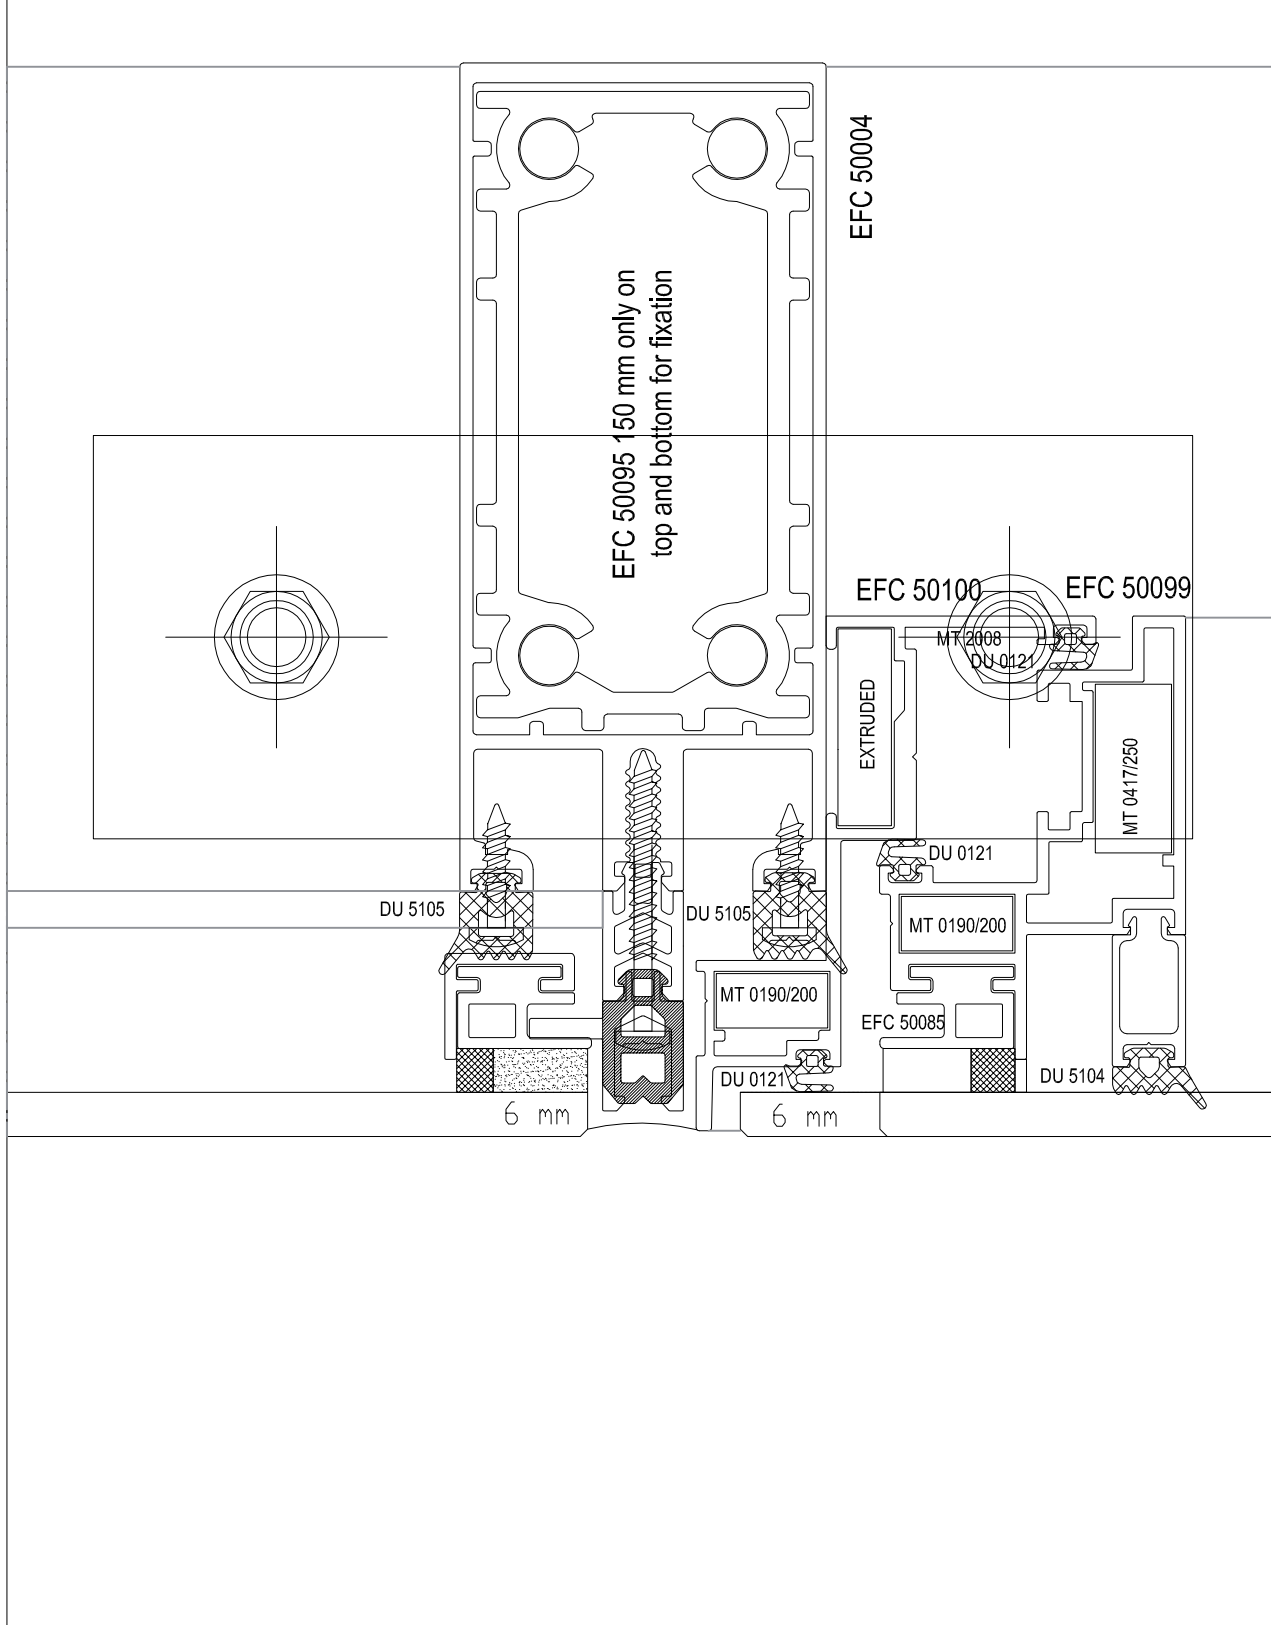 EFC 50004
EFC 50095 150 mm only on
top and bottom for fixation
EFC 50100
EFC 50099
MT 2008
DU 0121
EXTRUDED
MT 0417/250
DU 0121
DU 5105
DU 5105
MT 0190/200
MT 0190/200
EFC 50085
DU 0121
DU 5104
6 mm
6 mm